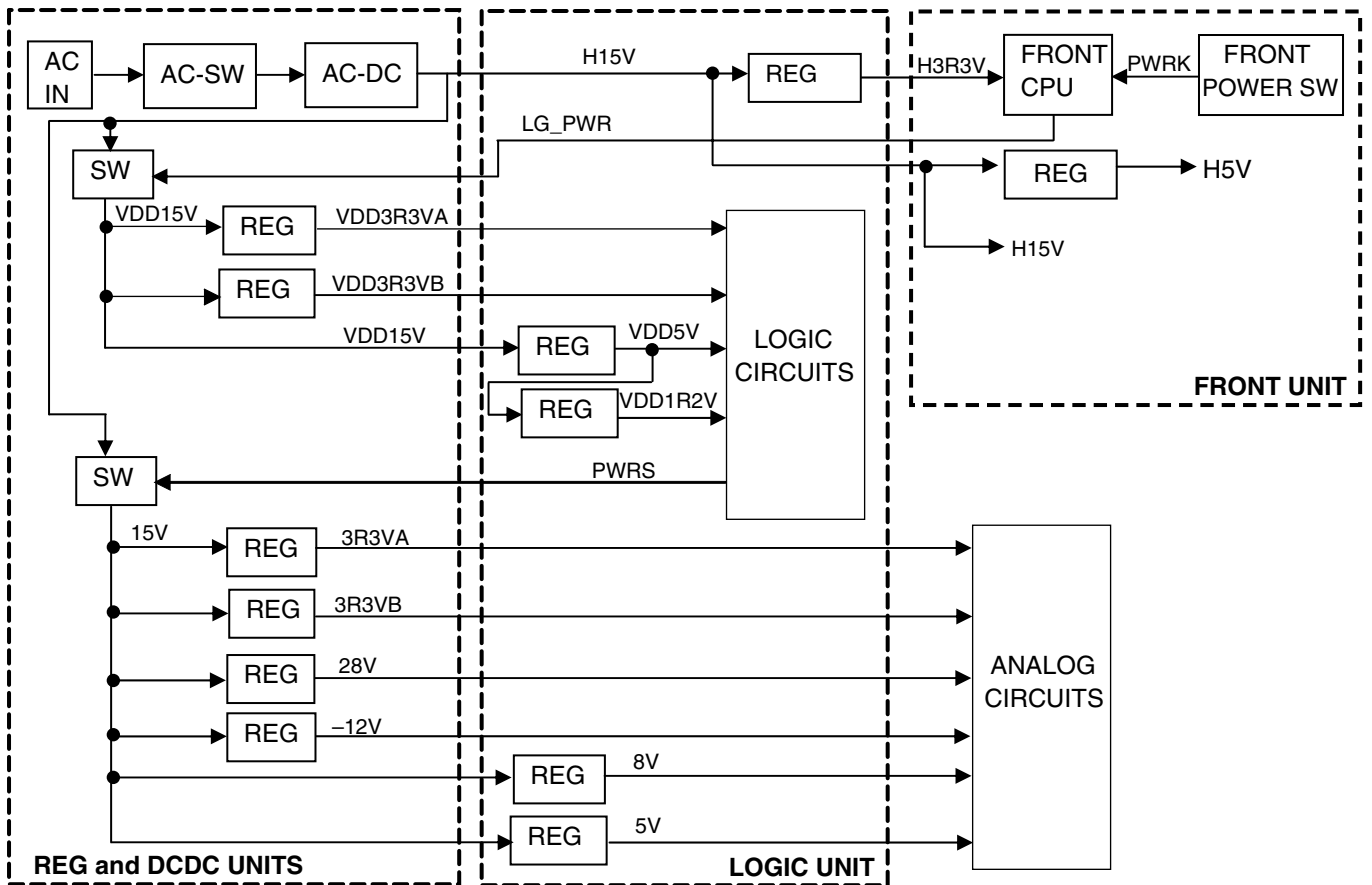 AC
IN
AC-SW
AC-DC
H15V
REG
H3R3V
FRONT
CPU
PWRK
FRONT
POWER SW
LG_PWR
SW
REG
H5V
VDD15V
REG
VDD3R3VA
H15V
REG
VDD3R3VB
VDD15V
REG
VDD5V
LOGIC
CIRCUITS
REG
VDD1R2V
FRONT UNIT
SW
PWRS
15V
REG
3R3VA
REG
3R3VB
REG
28V
ANALOG
CIRCUITS
REG
–12V
REG
8V
REG
5V
REG and DCDC UNITS
LOGIC UNIT